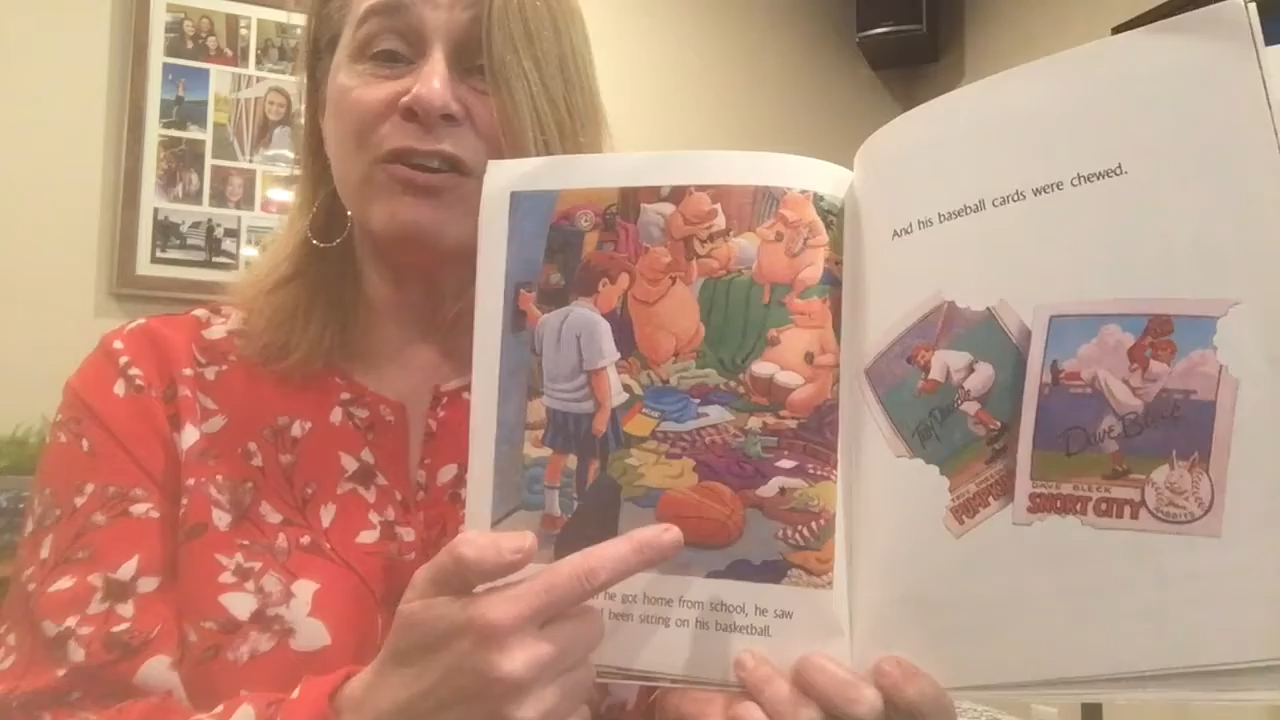 he got home from school, he saw
been sitting on his basketball.
And his baseball cards were chewed.
Dave Bleck
DAVE BLECK
SNORT CITY
RABBITS